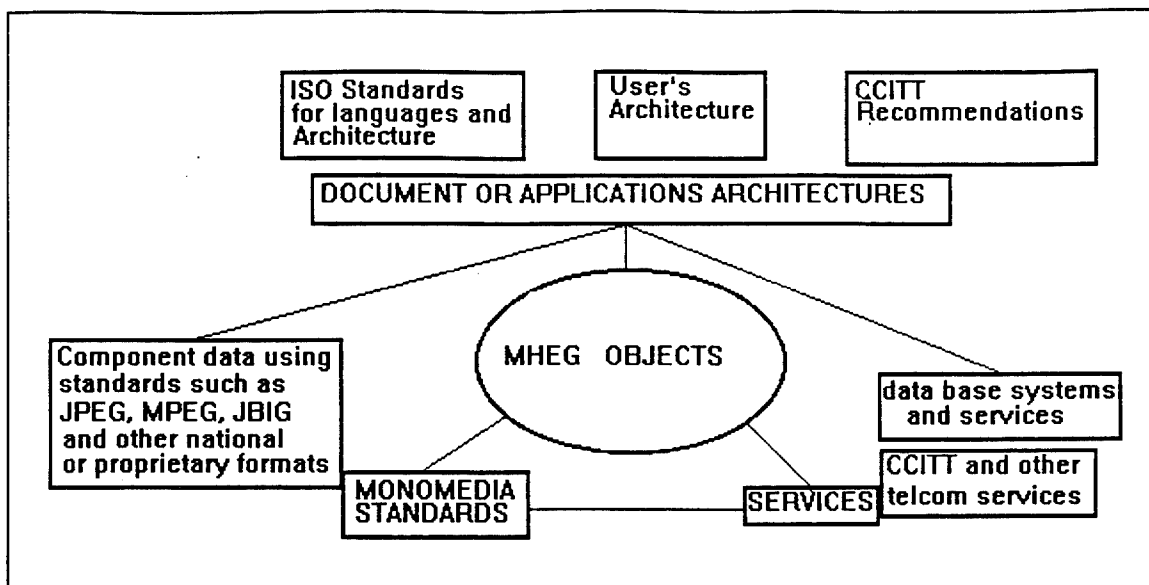 ISO Standards
for languages and
Architecture
User's
Architecture
CCITT
Recommendations
DOCUMENT OR APPLICATIONS ARCHITECTURES
MHEG OBJECTS
Component data using
standards such as
JPEG, MPEG, JBIG
and other national
or proprietary formats
data base systems
and services
CCITT and other
telcom services
MONOMEDIA
STANDARDS
SERVICES